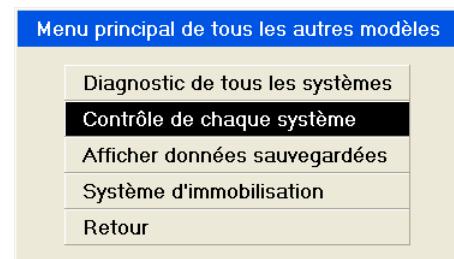 Menu principal de tous les autres modèles
Diagnostic de tous les systèmes
Contrôle de chaque système
Afficher données sauvegardées
Système d'immobilisation
Retour